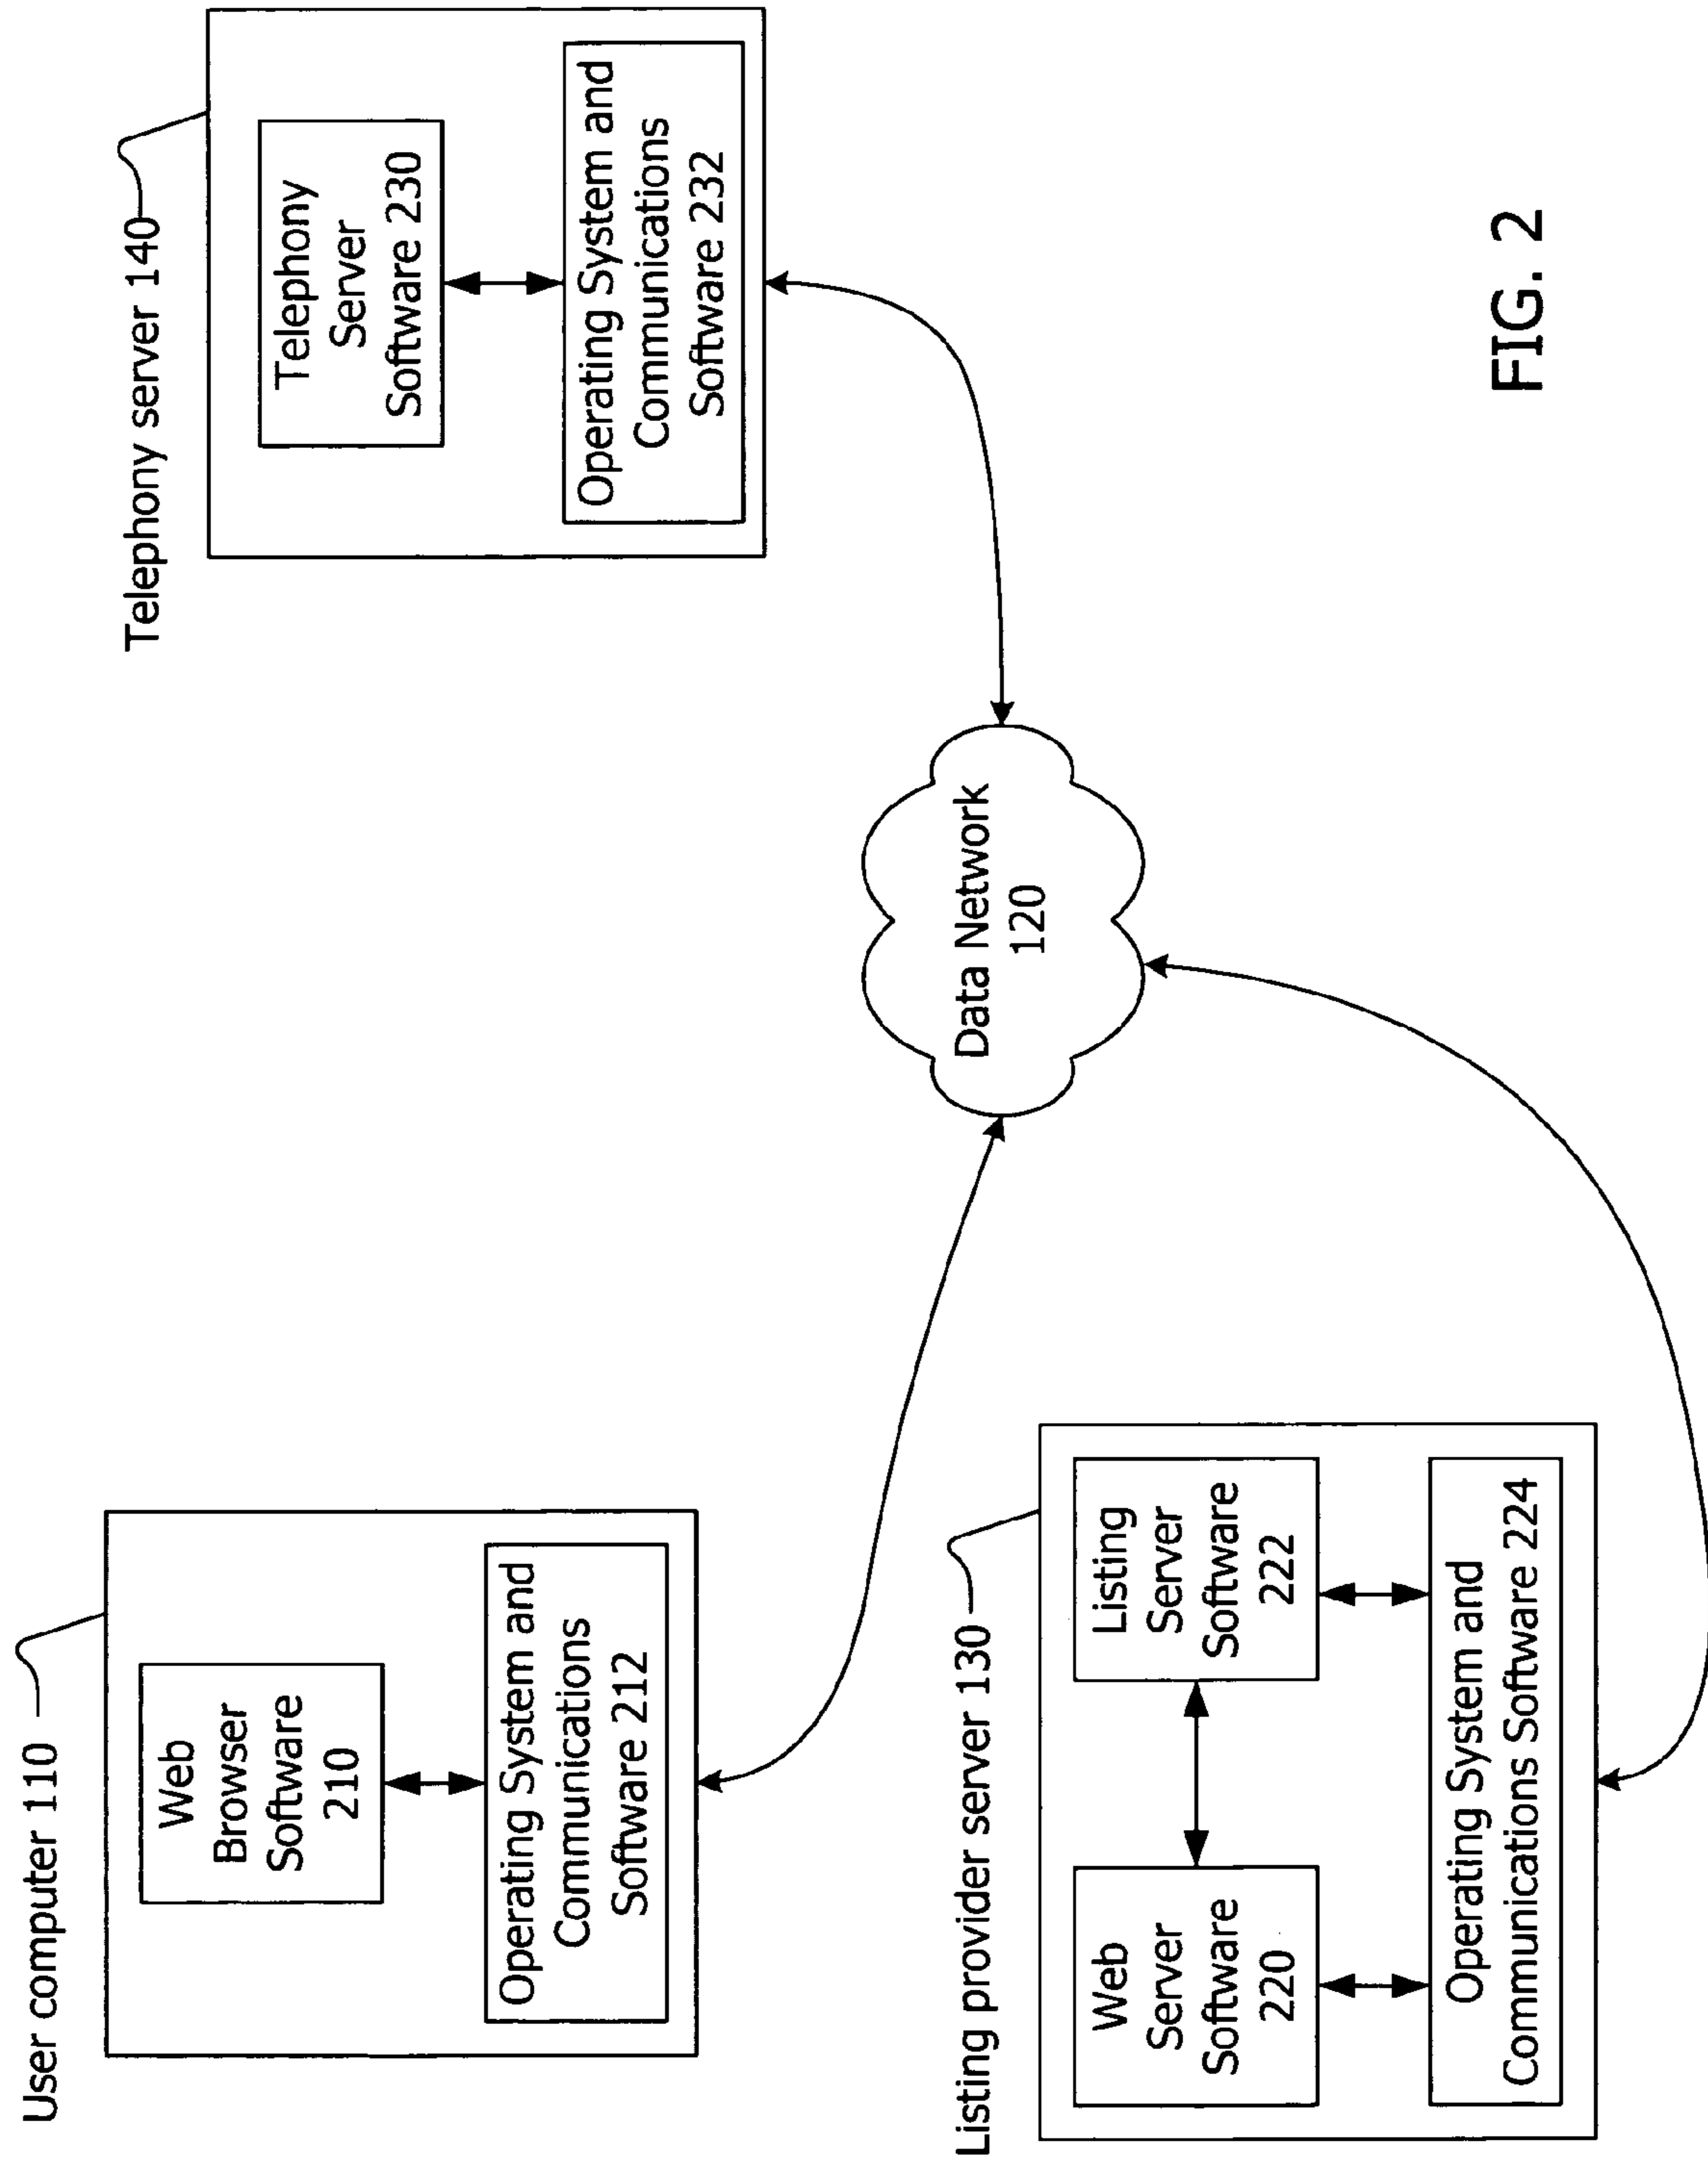 User computer 110
Web
Browser
Software
210
Operating System and
Communications
Software 212
Telephony server 140
Telephony
Server
Software 230
Operating System and
Communications
Software 232
Data Network
120
Listing provider server 130
Web
Server
Software
220
Listing
Server
Software
222
Operating System and
Communications Software 224
FIG. 2